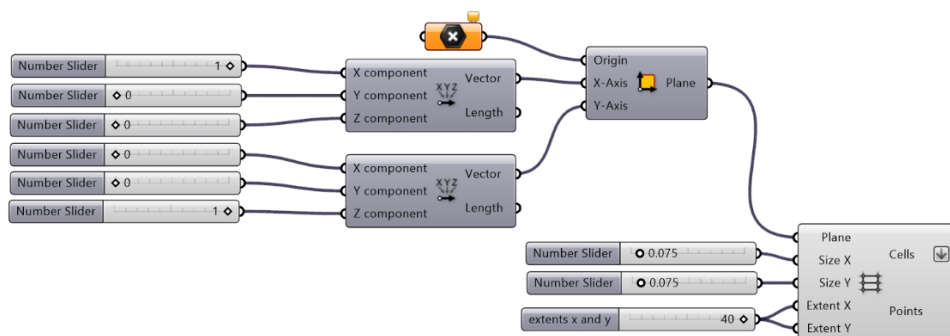 Number Slider 1
Number Slider 0
Number Slider 0
Number Slider 0
Number Slider 0
Number Slider 1
X component Vector
Y component XYZ
Z component Length
X component Vector
Y component XYZ
Z component Length
Origin
X-Axis Plane
Y-Axis
Number Slider 0.075
Number Slider 0.075
extents x and y 40
Plane
Size X Cells
Size Y
Extent X Points
Extent Y